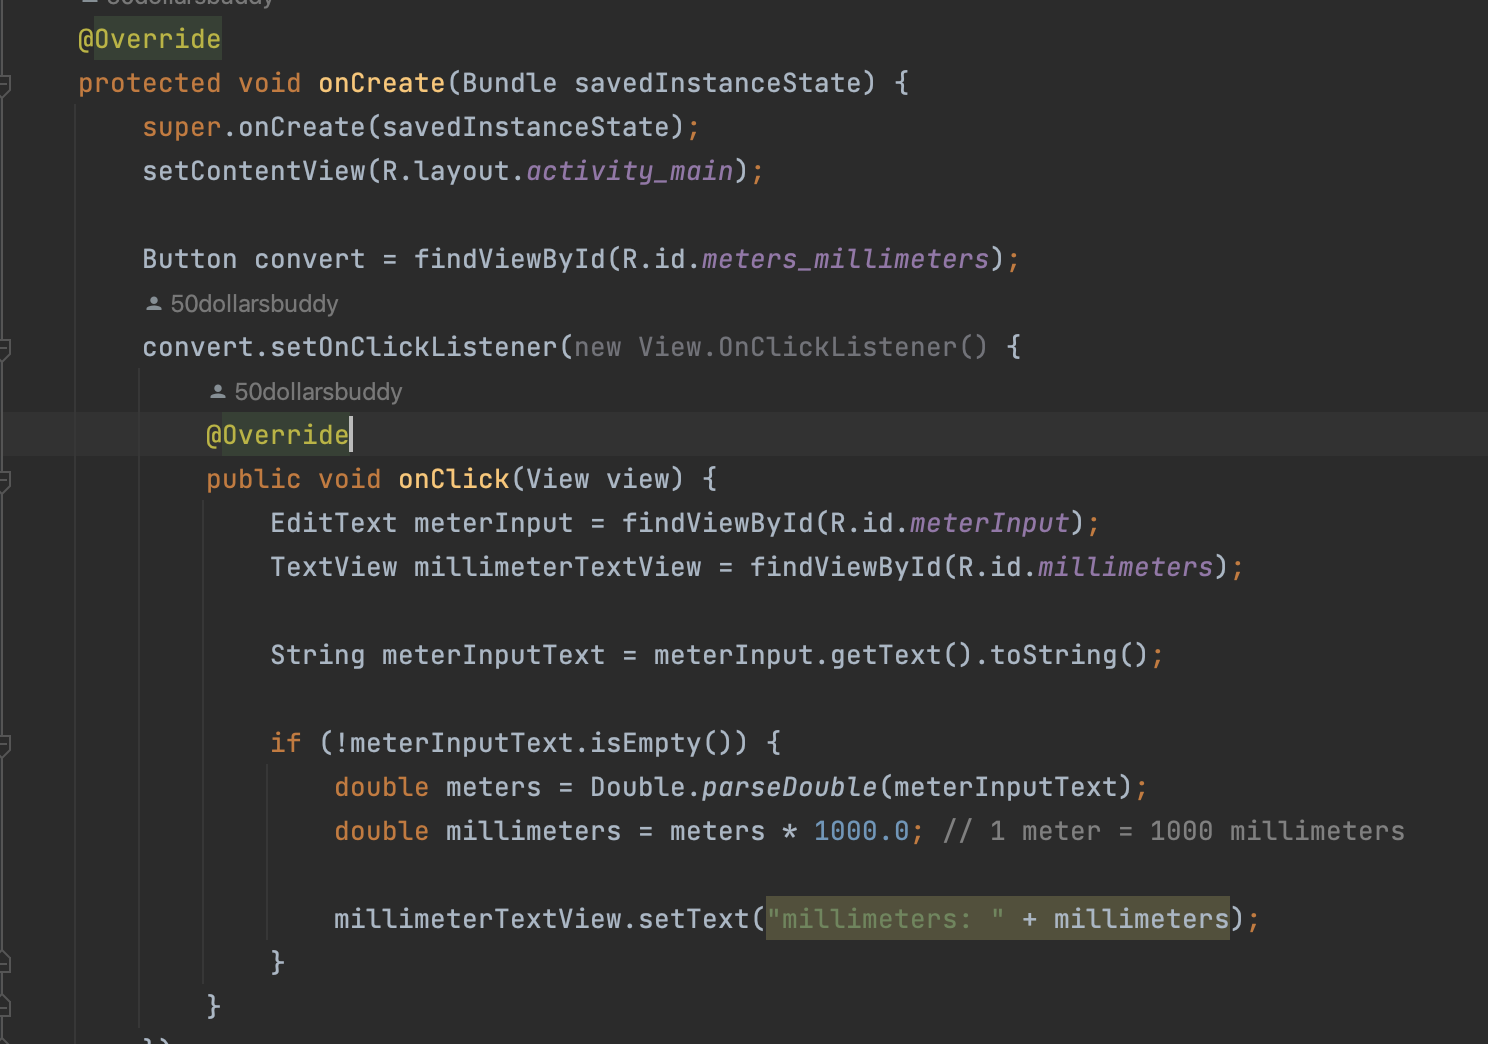 50dollarsbuddy
@Override
protected void onCreate(Bundle savedInstanceState) {
super.onCreate(savedInstanceState);
setContentView(R.layout.activity_main);
Button convert = findViewById(R.id.meters_millimeters);
50dollarsbuddy
convert.setOnClickListener(new View.OnClickListener() {
50dollarsbuddy
@Override
public void onClick(View view) {
EditText meterInput = findViewById(R.id.meterInput);
TextView millimeterTextView = findViewById(R.id.millimeters);
String meterInputText = meterInput.getText().toString();
if (!meterInputText.isEmpty()) {
double meters = Double.parseDouble(meterInputText);
double millimeters = meters * 1000.0; // 1 meter = 1000 millimeters
millimeterTextView.setText("millimeters: " + millimeters);
}
}
})